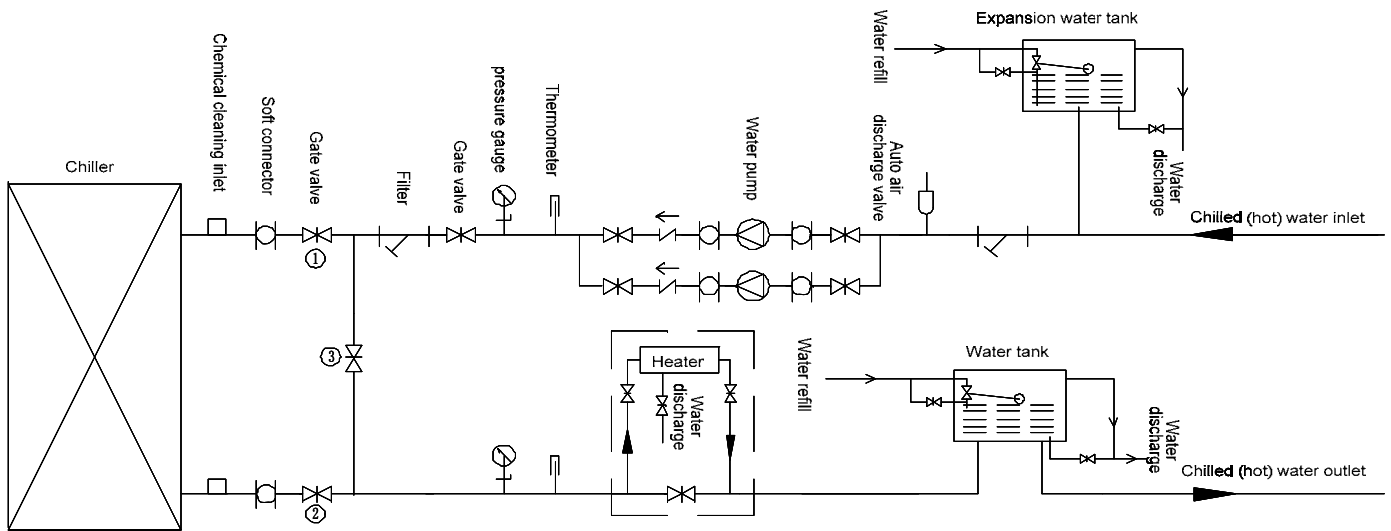 Expansion water tank
Water refill
Water
discharge
Chilled (hot) water inlet
Chiller
Chemical cleaning inlet
Soft connector
Gate valve
Filter
Gate valve
pressure gauge
Thermometer
Water pump
Auto air
discharge valve
①
③
②
Heater
Water
discharge
Water refill
Water tank
Water
discharge
Chilled (hot) water outlet